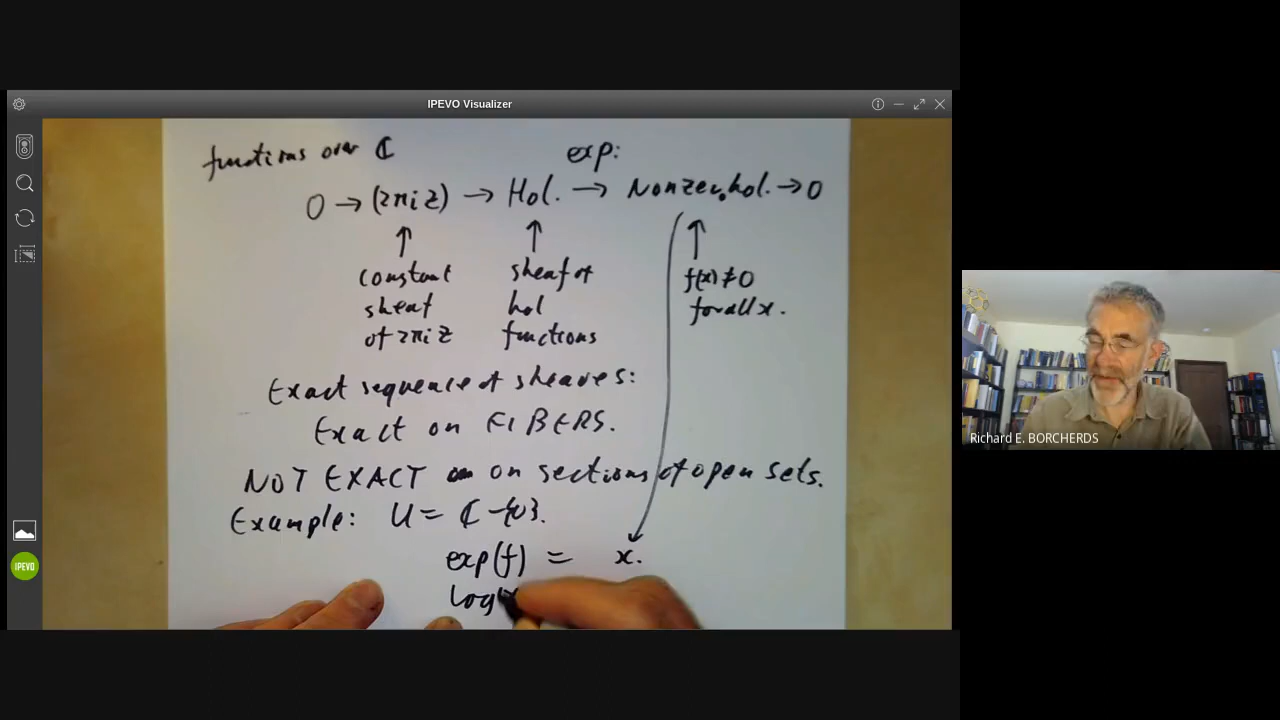 IPEVO Visualizer
functions over ℂ
exp:
0 → (2πiℤ) → Hol. → Nonzero hol. → 0
↑ ↑ ↑
constant sheaf of f(x) ≠ 0
sheaf hol for all x.
of 2πiℤ functions
Exact sequence of sheaves:
Exact on FIBERS.
NOT EXACT on sections of open sets.
Example: U = ℂ - {0}.
exp(f) = x.
log(x
IPEVO
Richard E. BORCHERDS